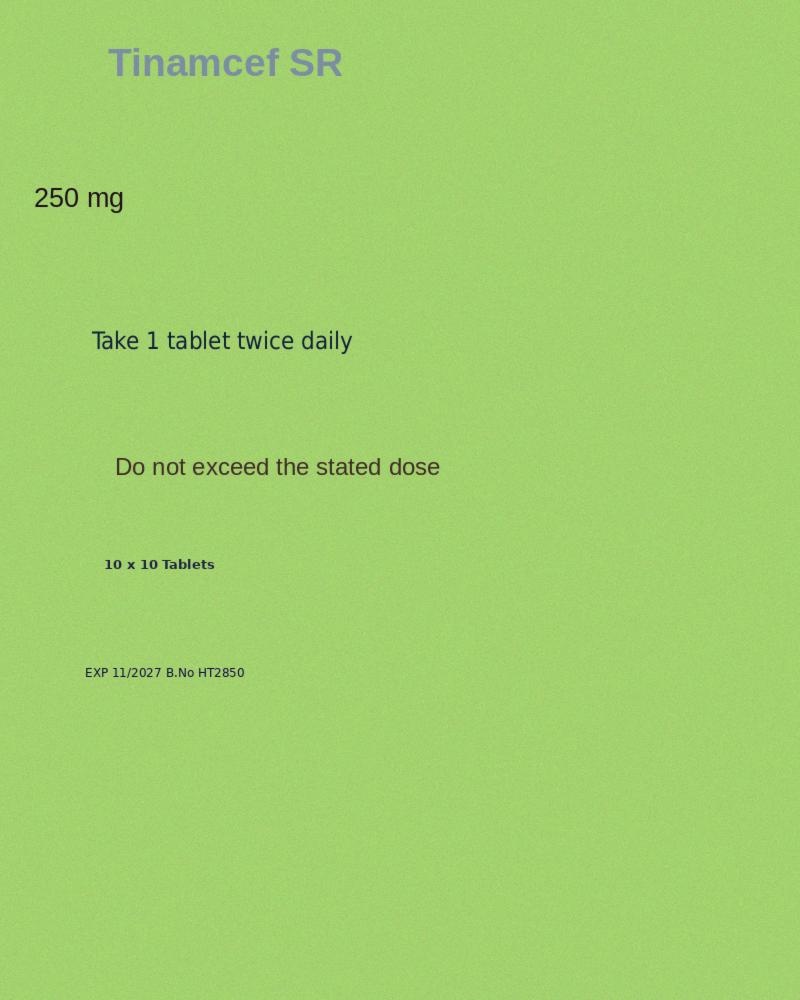 Tinamcef SR
250 mg
Take 1 tablet twice daily
Do not exceed the stated dose
10 x 10 Tablets
EXP 11/2027 B.No HT2850